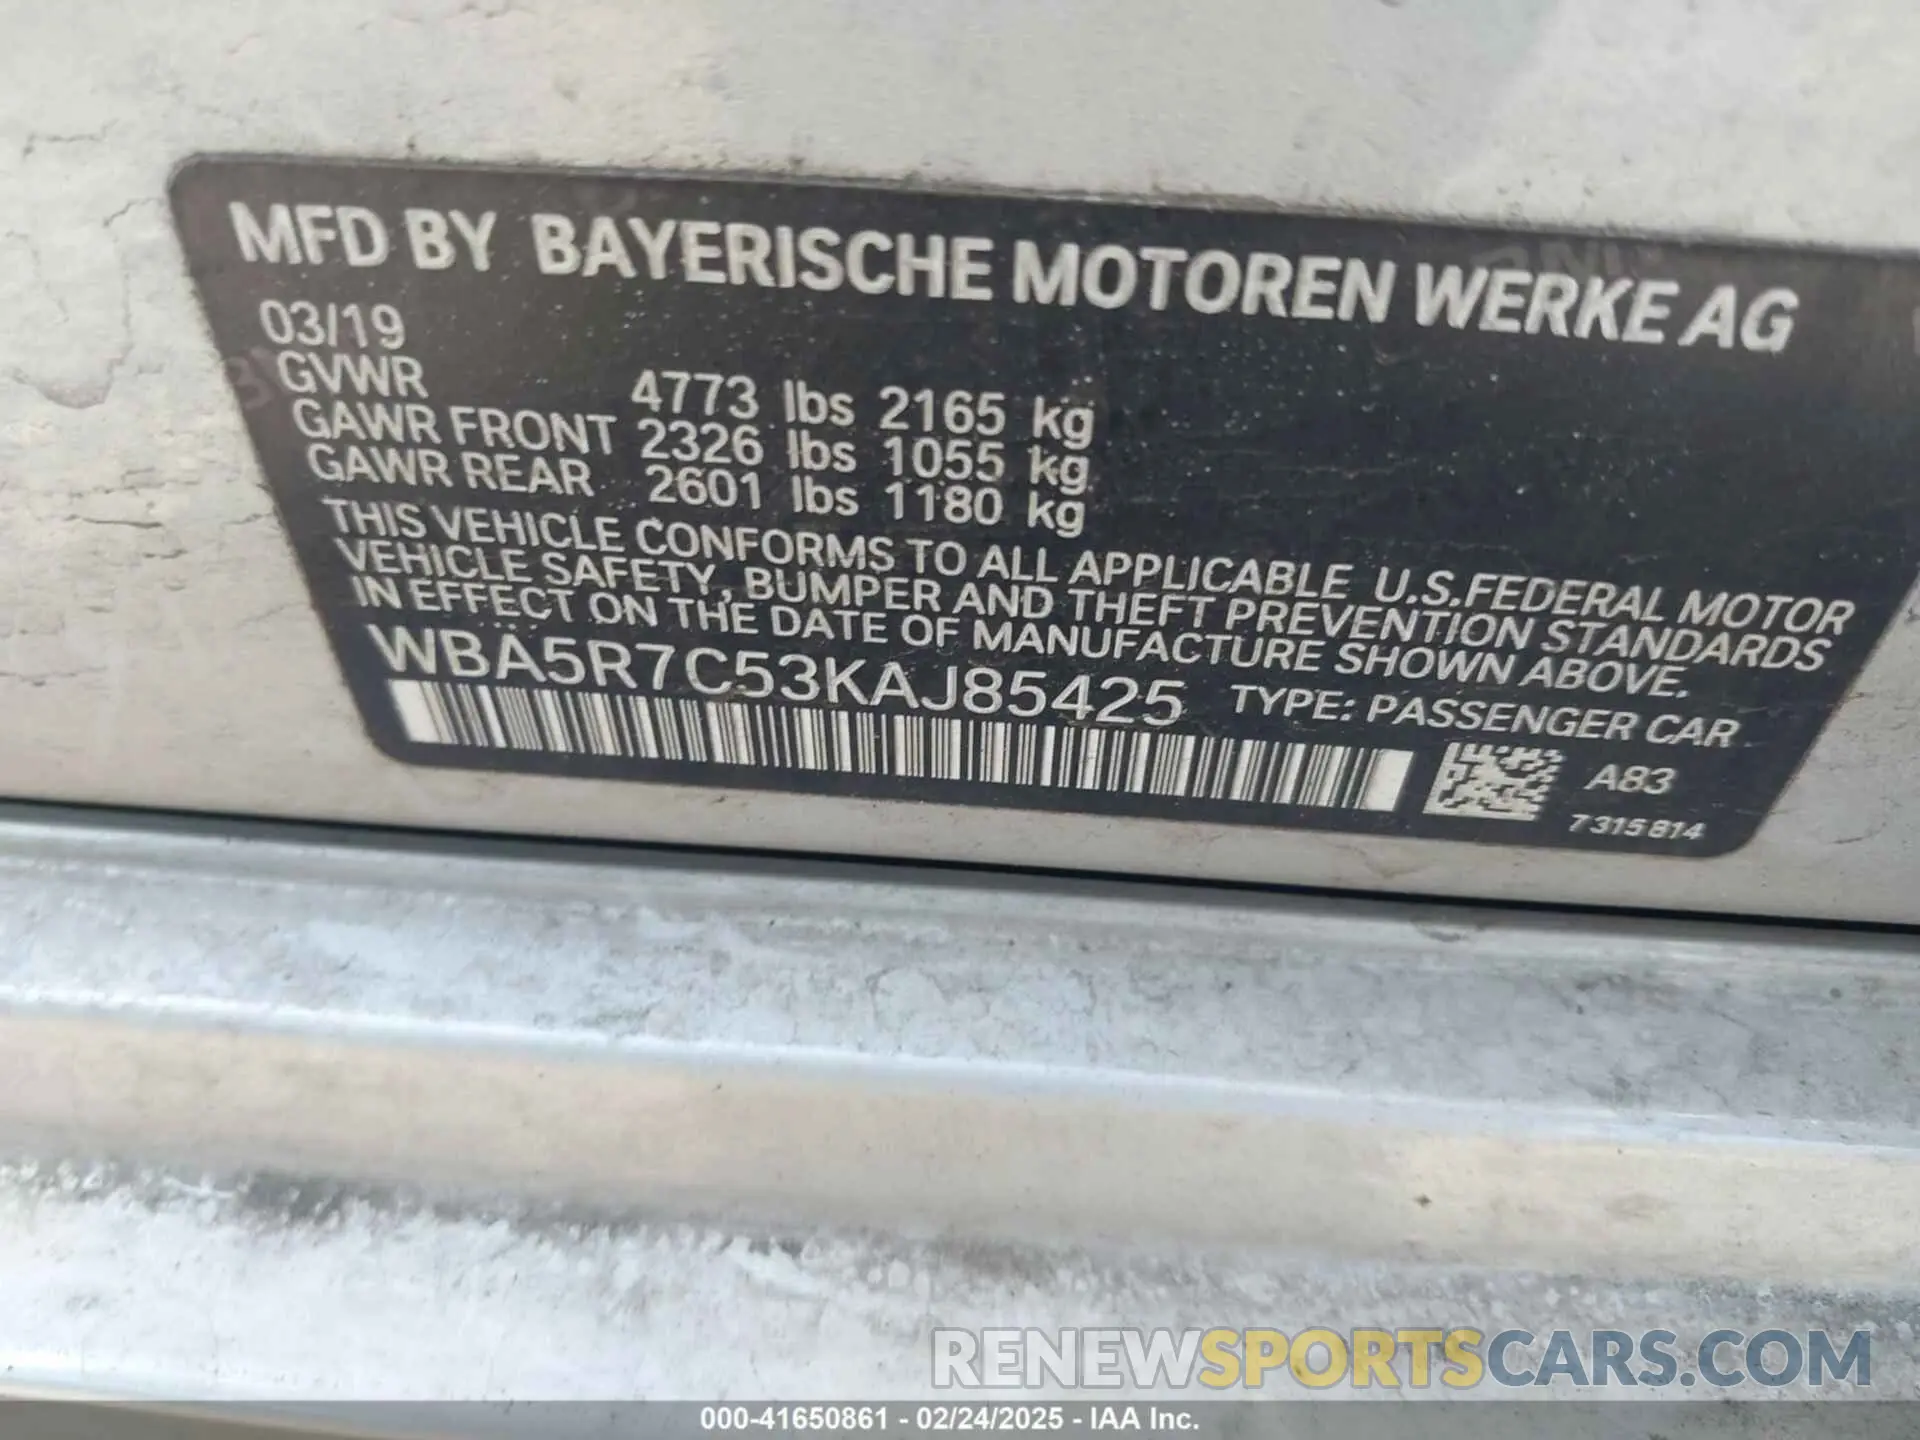 MFD BY BAYERISCHE MOTOREN WERKE AG
03/19
GVWR 4773 lbs 2165 kg
GAWR FRONT 2326 lbs 1055 kg
GAWR REAR 2601 lbs 1180 kg
THIS VEHICLE CONFORMS TO ALL APPLICABLE U.S.FEDERAL MOTOR
VEHICLE SAFETY, BUMPER AND THEFT PREVENTION STANDARDS
IN EFFECT ON THE DATE OF MANUFACTURE SHOWN ABOVE.
WBA5R7C53KAJ85425 TYPE: PASSENGER CAR
A83
7315814
RENEWSPORTSCARS.COM
000-41650861 - 02/24/2025 - IAA Inc.